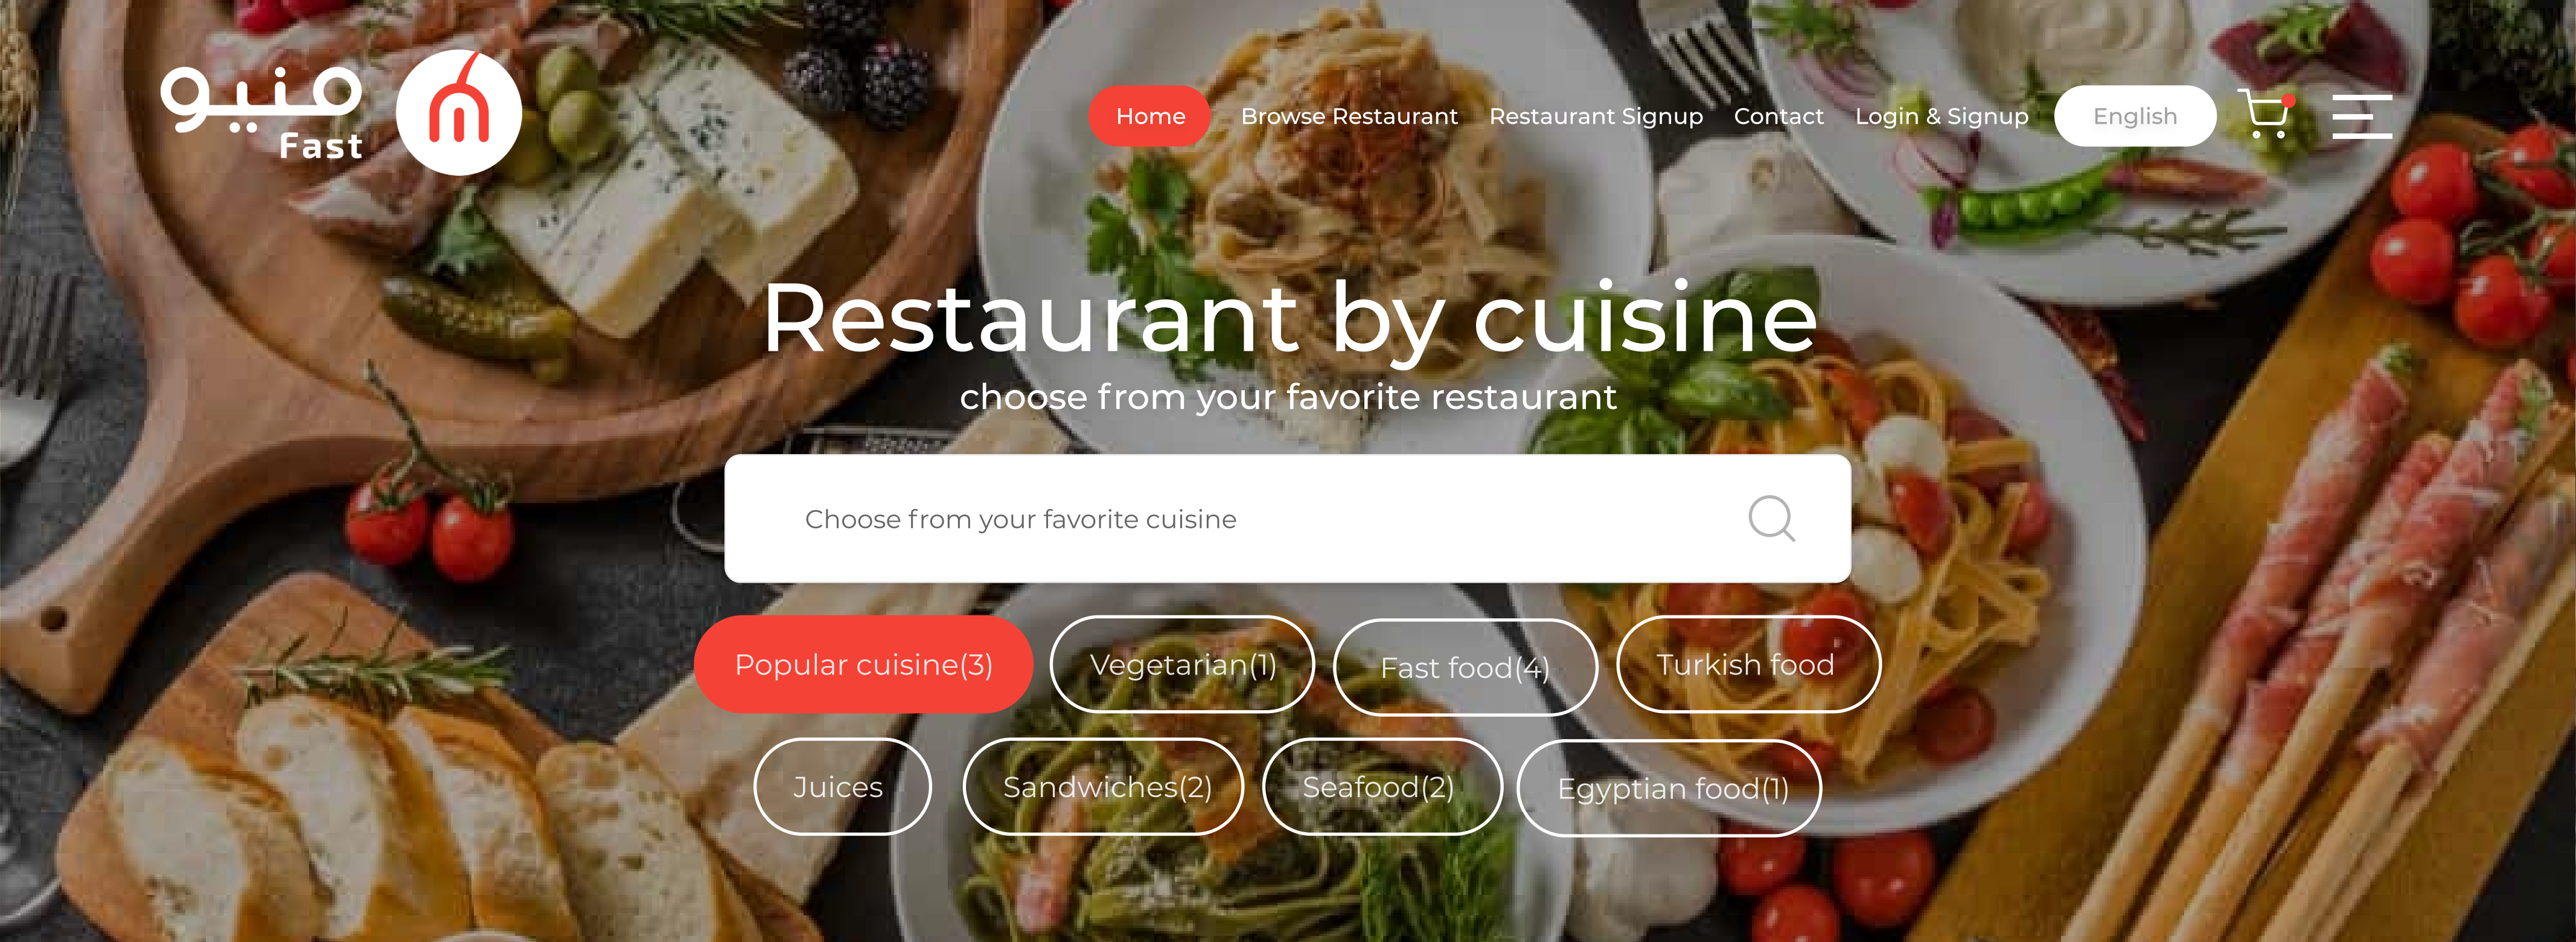 منيو
Fast
Home Browse Restaurant Restaurant Signup Contact Login & Signup English
Restaurant by cuisine
choose from your favorite restaurant
Choose from your favorite cuisine
Popular cuisine(3) Vegetarian(1) Fast food(4) Turkish food
Juices Sandwiches(2) Seafood(2) Egyptian food(1)